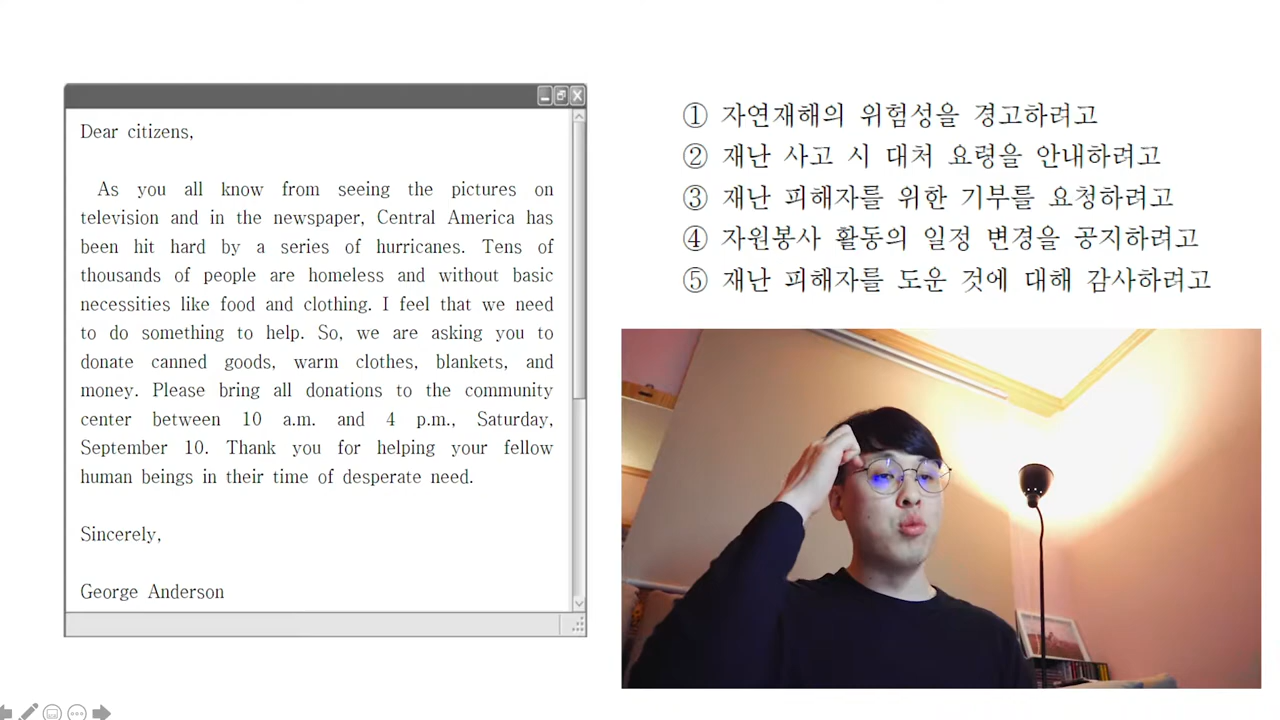 Dear citizens,
As you all know from seeing the pictures on
television and in the newspaper, Central America has
been hit hard by a series of hurricanes. Tens of
thousands of people are homeless and without basic
necessities like food and clothing. I feel that we need
to do something to help. So, we are asking you to
donate canned goods, warm clothes, blankets, and
money. Please bring all donations to the community
center between 10 a.m. and 4 p.m., Saturday,
September 10. Thank you for helping your fellow
human beings in their time of desperate need.
Sincerely,
George Anderson
① 자연재해의 위험성을 경고하려고
② 재난 사고 시 대처 요령을 안내하려고
③ 재난 피해자를 위한 기부를 요청하려고
④ 자원봉사 활동의 일정 변경을 공지하려고
⑤ 재난 피해자를 도운 것에 대해 감사하려고